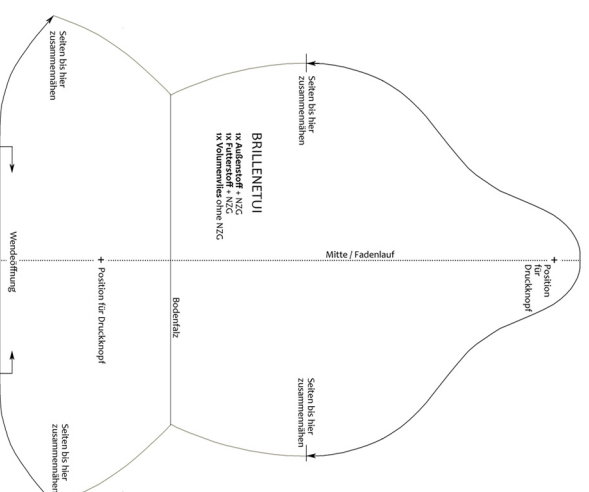 Seiten bis hier
zusammennähen
Seiten bis hier
zusammennähen
BRILLENETUI
1x Außenstoff + NZG
1x Futterstoff + NZG
1x Volumenvlies ohne NZG
Mitte / Fadenlauf
Position
für
Druckknopf
Wendeöffnung
Position für Druckknopf
Bodenfalz
Seiten bis hier
zusammennähen
Seiten bis hier
zusammennähen